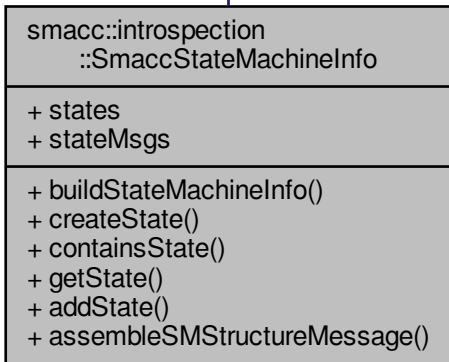 smacc::introspection
::SmaccStateMachineInfo
+ states
+ stateMsgs
+ buildStateMachineInfo()
+ createState()
+ containsState()
+ getState()
+ addState()
+ assembleSMStructureMessage()